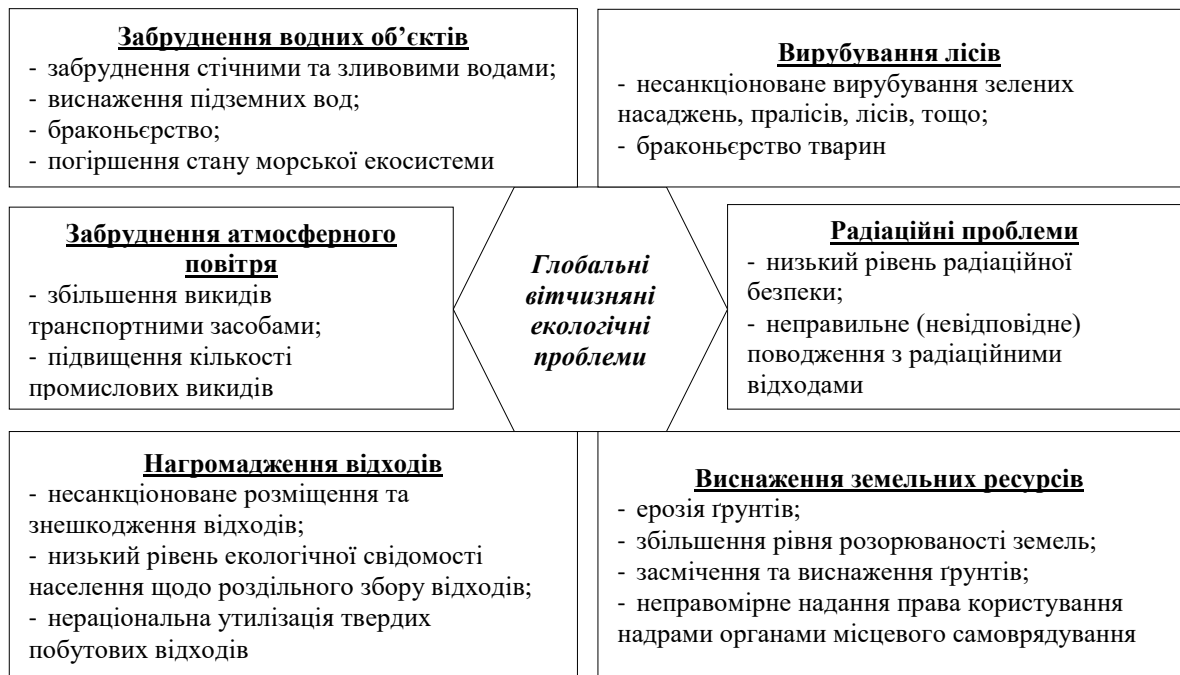 Забруднення водних об’єктів
- забруднення стічними та зливовими водами;
- виснаження підземних вод;
- браконьєрство;
- погіршення стану морської екосистеми
Вирубування лісів
- несанкціоноване вирубування зелених
насаджень, пралісів, лісів, тощо;
- браконьєрство тварин
Забруднення атмосферного
повітря
- збільшення викидів
транспортними засобами;
- підвищення кількості
промислових викидів
Глобальні
вітчизняні
екологічні
проблеми
Радіаційні проблеми
- низький рівень радіаційної
безпеки;
- неправильне (невідповідне)
поводження з радіаційними
відходами
Нагромадження відходів
- несанкціоноване розміщення та
знешкодження відходів;
- низький рівень екологічної свідомості
населення щодо роздільного збору відходів;
- нераціональна утилізація твердих
побутових відходів
Виснаження земельних ресурсів
- ерозія ґрунтів;
- збільшення рівня розорюваності земель;
- засмічення та виснаження ґрунтів;
- неправомірне надання права користування
надрами органами місцевого самоврядування